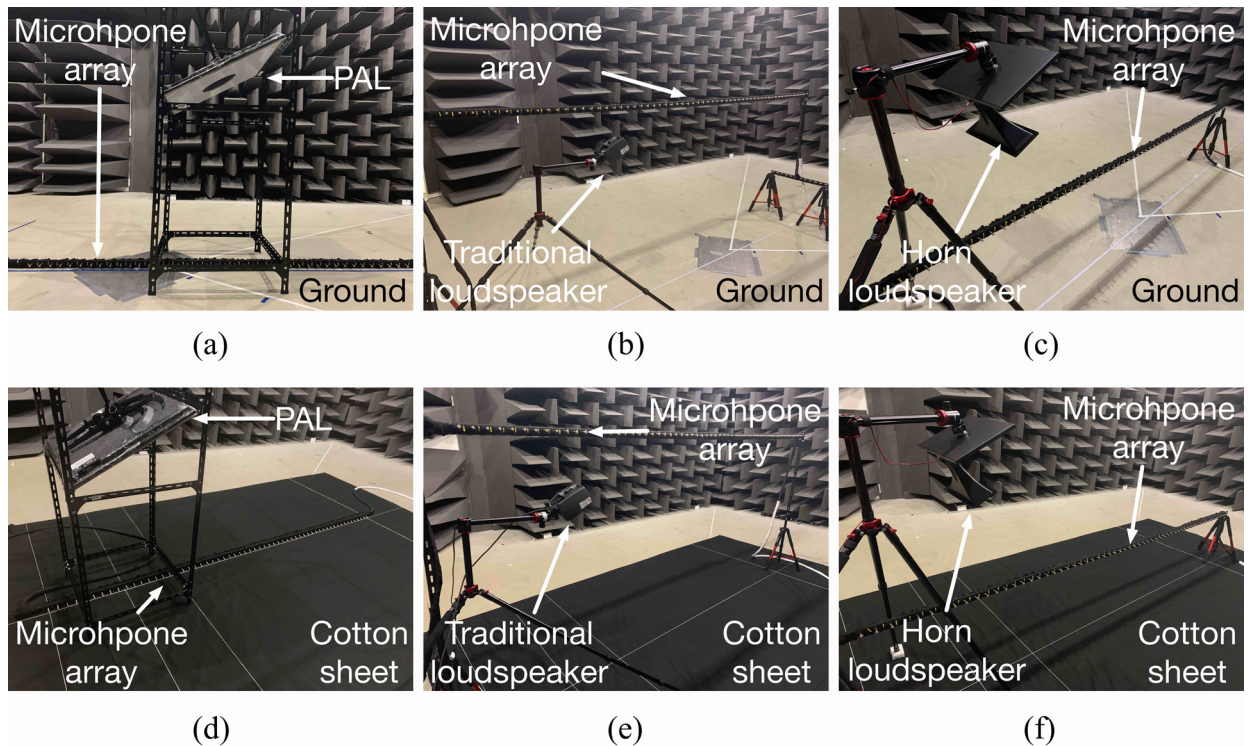 Microhpone
array
PAL
Ground
(a)
Microhpone
array
Traditional
loudspeaker
Ground
(b)
Microhpone
array
Horn
loudspeaker
Ground
(c)
PAL
Microhpone
array
Cotton
sheet
(d)
Microhpone
array
Traditional
loudspeaker
Cotton
sheet
(e)
Microhpone
array
Horn
loudspeaker
Cotton
sheet
(f)